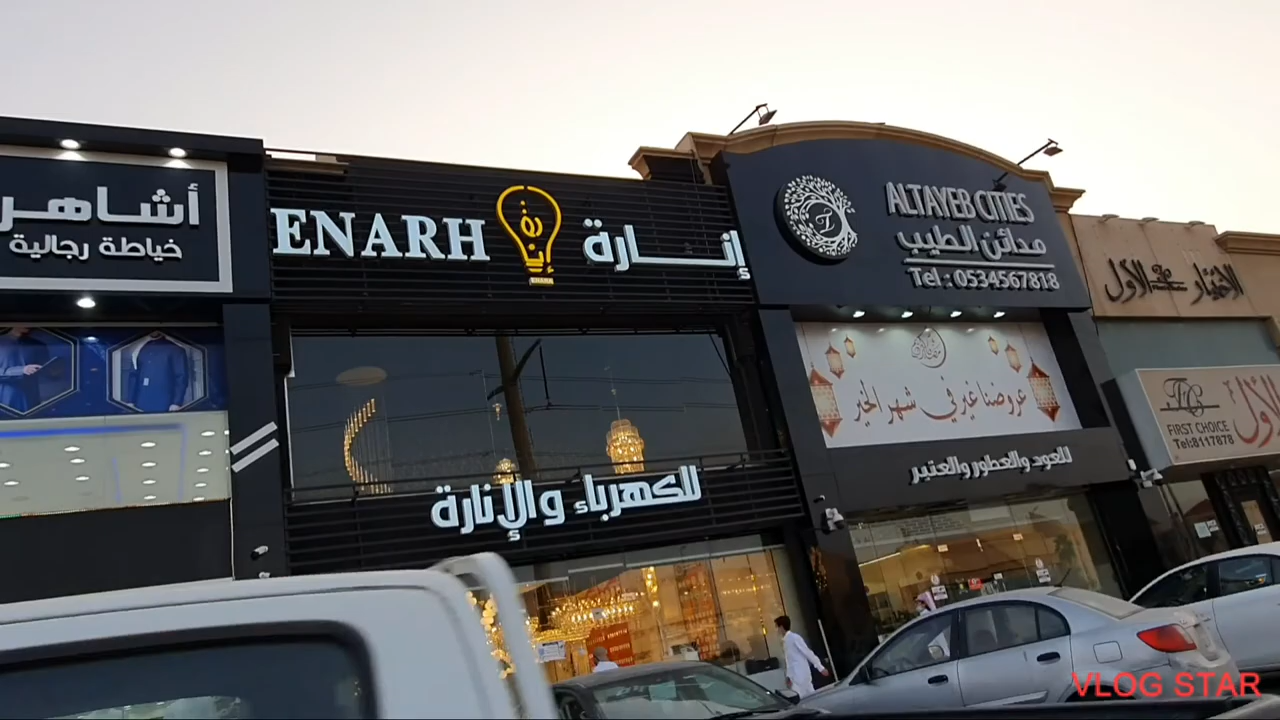 أشاهر
خياطة رجالية
ENARH
إنارة
ENARA
ALTAYEB CITIES
مدائن الطيب
Tel : 0534567818
عروضنا غير في شهر الخير
للعود والعطور والعنبر
للكهرباء والإنارة
الاختيار الأول
الأول
FIRST CHOICE
Tel:8117878
VLOG STAR